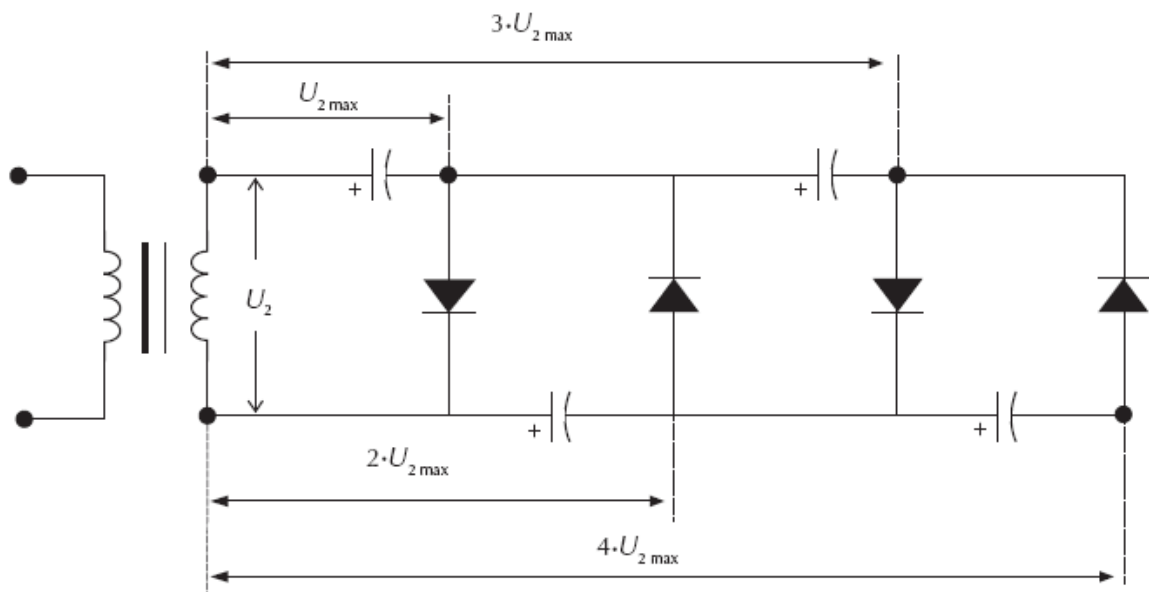 3·U₂ max
U₂ max
+ +
U₂
+ +
2·U₂ max
4·U₂ max